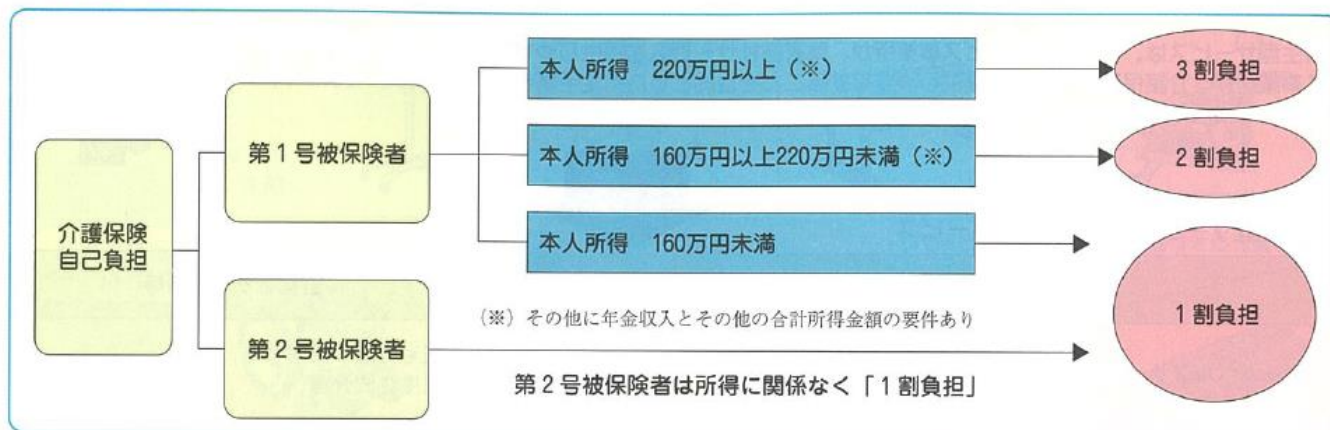 介護保険
自己負担
第1号被保険者
本人所得 220万円以上（※）
3割負担
本人所得 160万円以上220万円未満（※）
2割負担
本人所得 160万円未満
1割負担
（※）その他に年金収入とその他の合計所得金額の要件あり
第2号被保険者
第2号被保険者は所得に関係なく「1割負担」